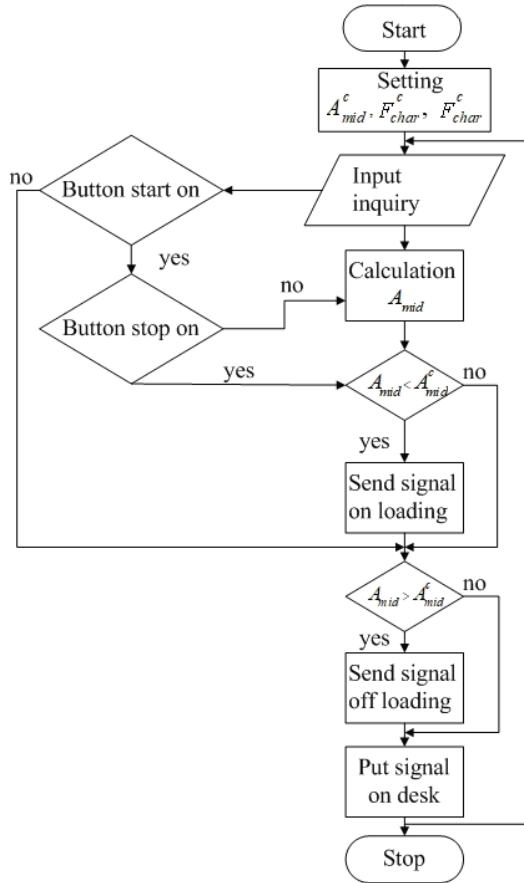 Start
Setting
A^c_mid, F^c_char, F^c_char
Input
inquiry
no
Button start on
yes
Button stop on
no
yes
Calculation
A_mid
A_mid < A^c_mid
no
yes
Send signal
on loading
A_mid > A^c_mid
no
yes
Send signal
off loading
Put signal
on desk
Stop